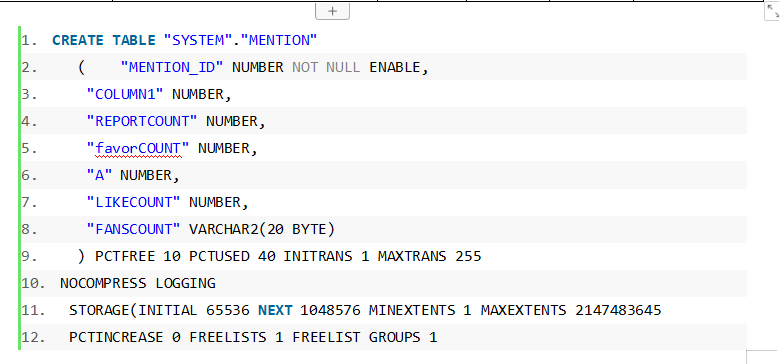 +
1. CREATE TABLE "SYSTEM"."MENTION"
2. ( "MENTION_ID" NUMBER NOT NULL ENABLE,
3. "COLUMN1" NUMBER,
4. "REPORTCOUNT" NUMBER,
5. "favorCOUNT" NUMBER,
6. "A" NUMBER,
7. "LIKECOUNT" NUMBER,
8. "FANSCOUNT" VARCHAR2(20 BYTE)
9. ) PCTFREE 10 PCTUSED 40 INITRANS 1 MAXTRANS 255
10. NOCOMPRESS LOGGING
11. STORAGE(INITIAL 65536 NEXT 1048576 MINEXTENTS 1 MAXEXTENTS 2147483645
12. PCTINCREASE 0 FREELISTS 1 FREELIST GROUPS 1